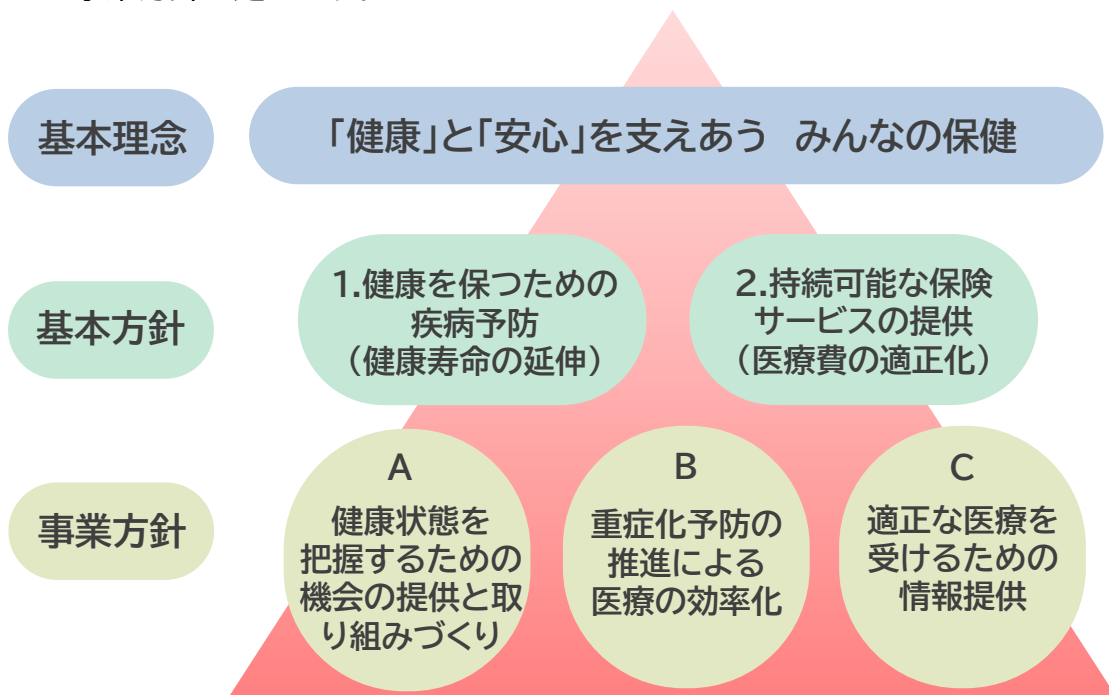 基本理念
「健康」と「安心」を支えあう　みんなの保健
基本方針
1.健康を保つための
疾病予防
（健康寿命の延伸）
2.持続可能な保険
サービスの提供
（医療費の適正化）
事業方針
A
健康状態を
把握するための
機会の提供と取
り組みづくり
B
重症化予防の
推進による
医療の効率化
C
適正な医療を
受けるための
情報提供